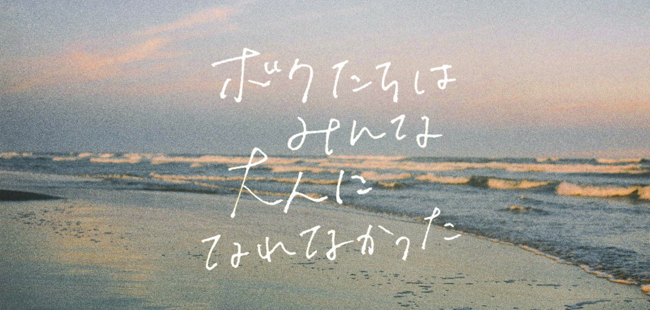 ボクたちは
みんな
大人に
なれなかった